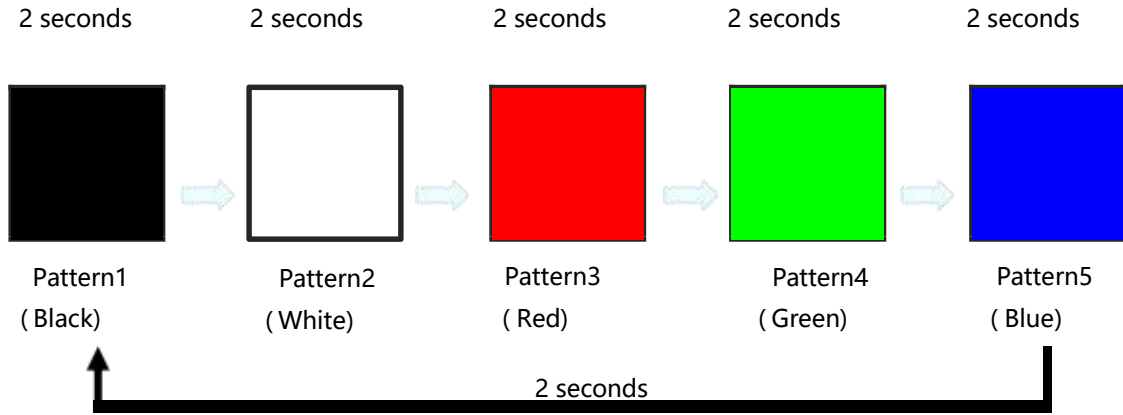 2 seconds 2 seconds 2 seconds 2 seconds 2 seconds
Pattern1 Pattern2 Pattern3 Pattern4 Pattern5
( Black) ( White) ( Red) ( Green) ( Blue)
2 seconds